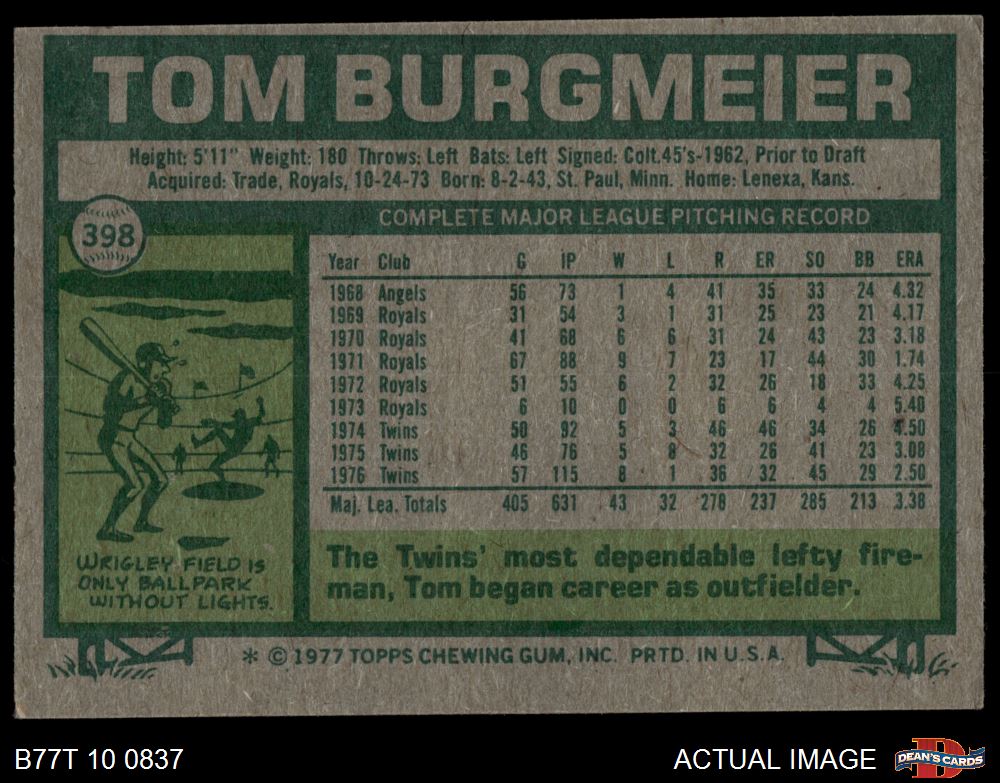 TOM BURGMEIER
Height: 5'11" Weight: 180 Throws: Left Bats: Left Signed: Colt.45's-1962, Prior to Draft
Acquired: Trade, Royals, 10-24-73 Born: 8-2-43, St. Paul, Minn. Home: Lenexa, Kans.
398
COMPLETE MAJOR LEAGUE PITCHING RECORD
Year Club G IP W L R ER SO BB ERA
1968 Angels 56 73 1 4 41 35 33 24 4.32
1969 Royals 31 54 3 1 31 25 23 21 4.17
1970 Royals 41 68 6 6 31 24 43 23 3.18
1971 Royals 67 88 9 7 23 17 44 30 1.74
1972 Royals 51 55 6 2 32 26 18 33 4.25
1973 Royals 6 10 0 0 6 6 4 4 5.40
1974 Twins 50 92 5 3 46 46 34 26 4.50
1975 Twins 46 76 5 8 32 26 41 23 3.08
1976 Twins 57 115 8 1 36 32 45 29 2.50
Maj. Lea. Totals 405 631 43 32 278 237 285 213 3.38
WRIGLEY FIELD IS
ONLY BALLPARK
WITHOUT LIGHTS.
The Twins' most dependable lefty fire-
man, Tom began career as outfielder.
* © 1977 TOPPS CHEWING GUM, INC. PRTD. IN U.S.A.
B77T 10 0837
ACTUAL IMAGE
DEAN'S CARDS